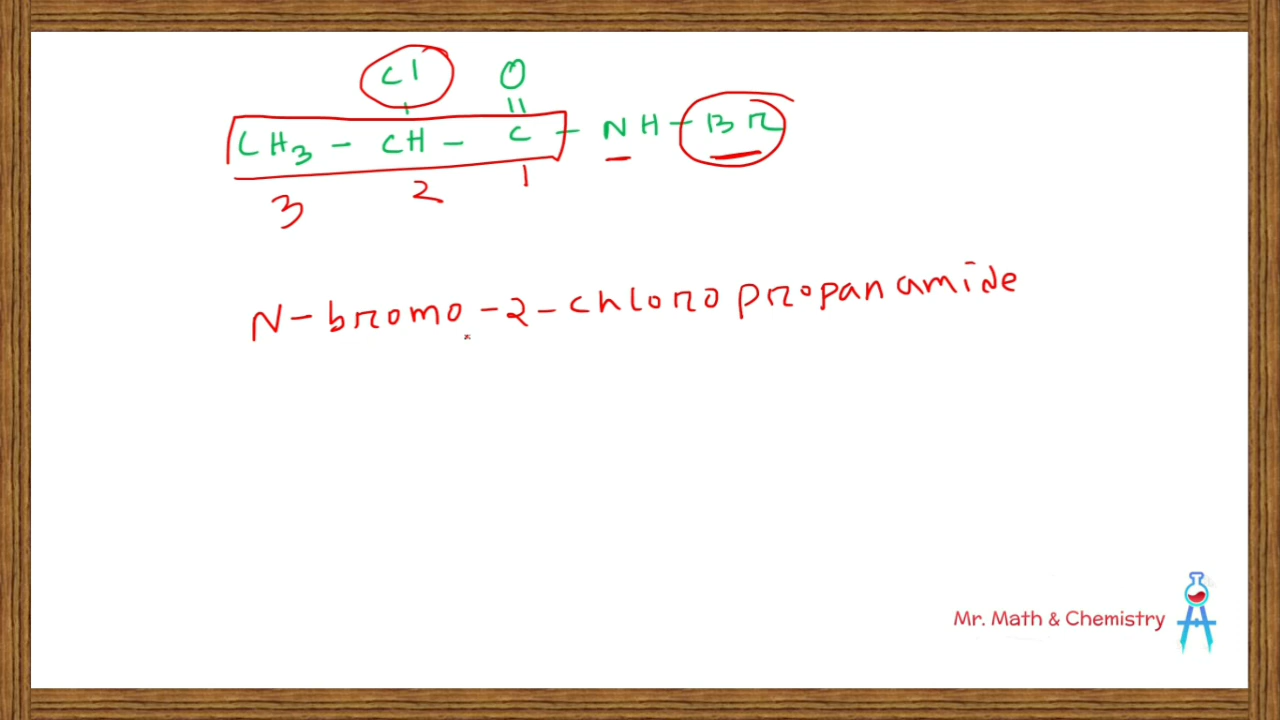 Cl O
CH3 - CH - C - NH - Br
3 2 1
N-bromo-2-chloropropanamide
Mr. Math & Chemistry